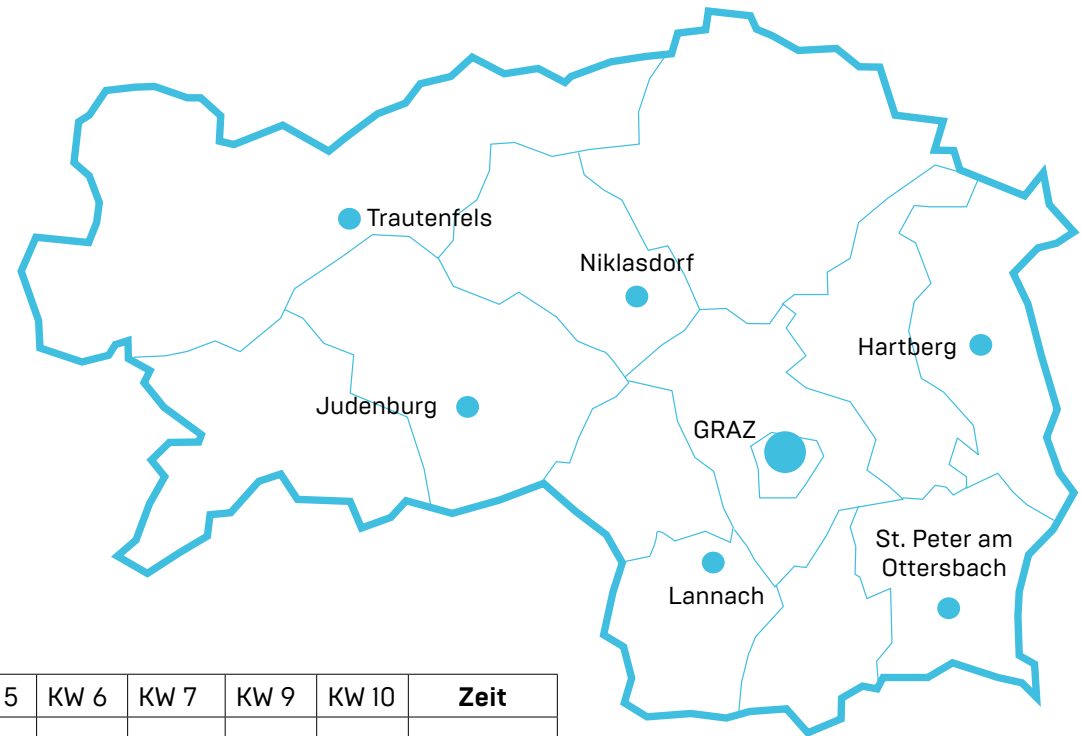 Trautenfels
Niklasdorf
Hartberg
Judenburg
GRAZ
St. Peter am
Ottersbach
Lannach
5 KW 6 KW 7 KW 9 KW 10 Zeit